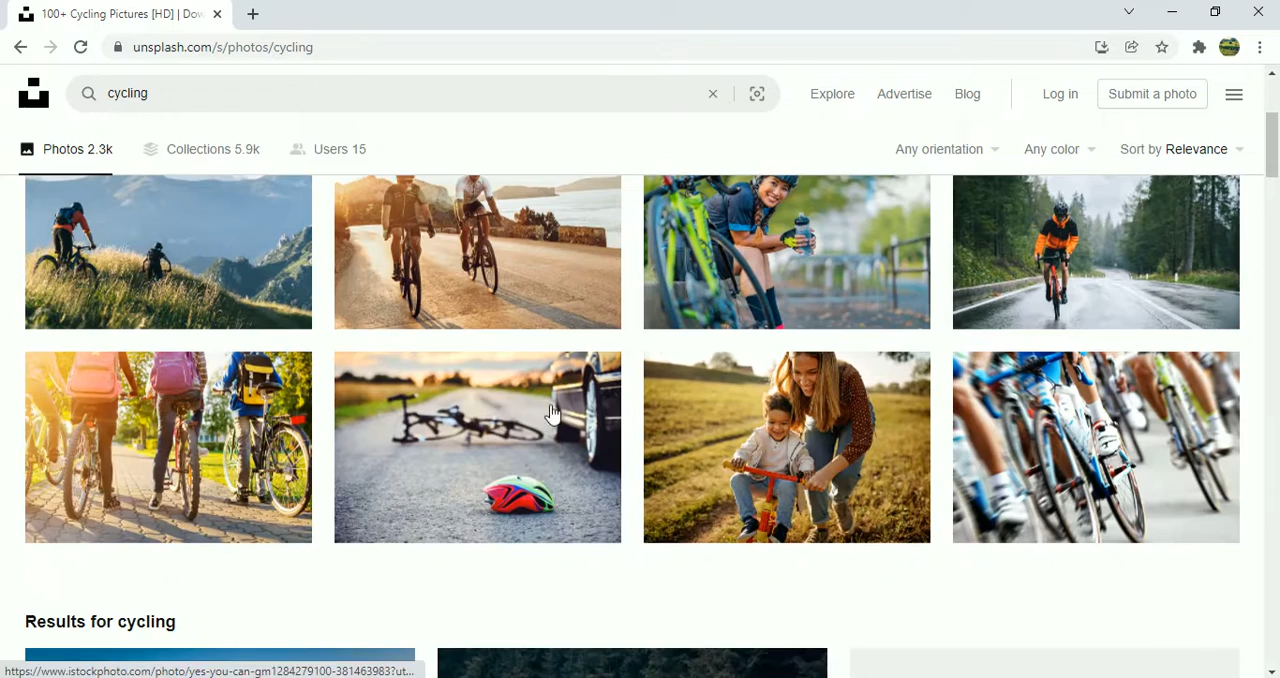 100+ Cycling Pictures [HD] | Dow
unsplash.com/s/photos/cycling
cycling
Explore
Advertise
Blog
Log in
Submit a photo
Photos 2.3k
Collections 5.9k
Users 15
Any orientation
Any color
Sort by Relevance
Results for cycling
https://www.istockphoto.com/photo/yes-you-can-gm1284279100-381463983?ut...